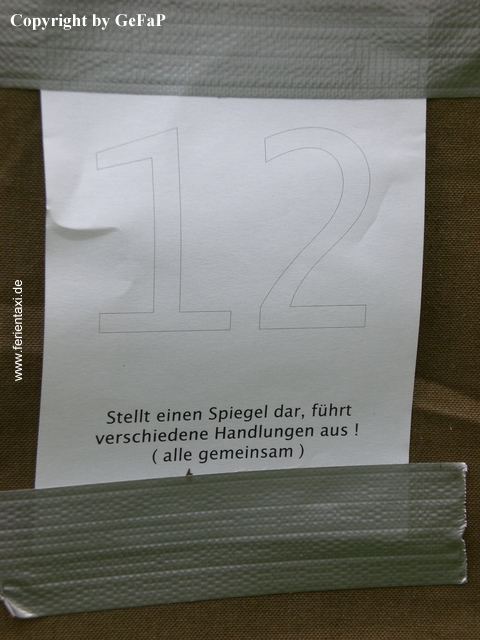 Copyright by GeFaP
12
www.ferientaxi.de
Stellt einen Spiegel dar, führt
verschiedene Handlungen aus !
( alle gemeinsam )